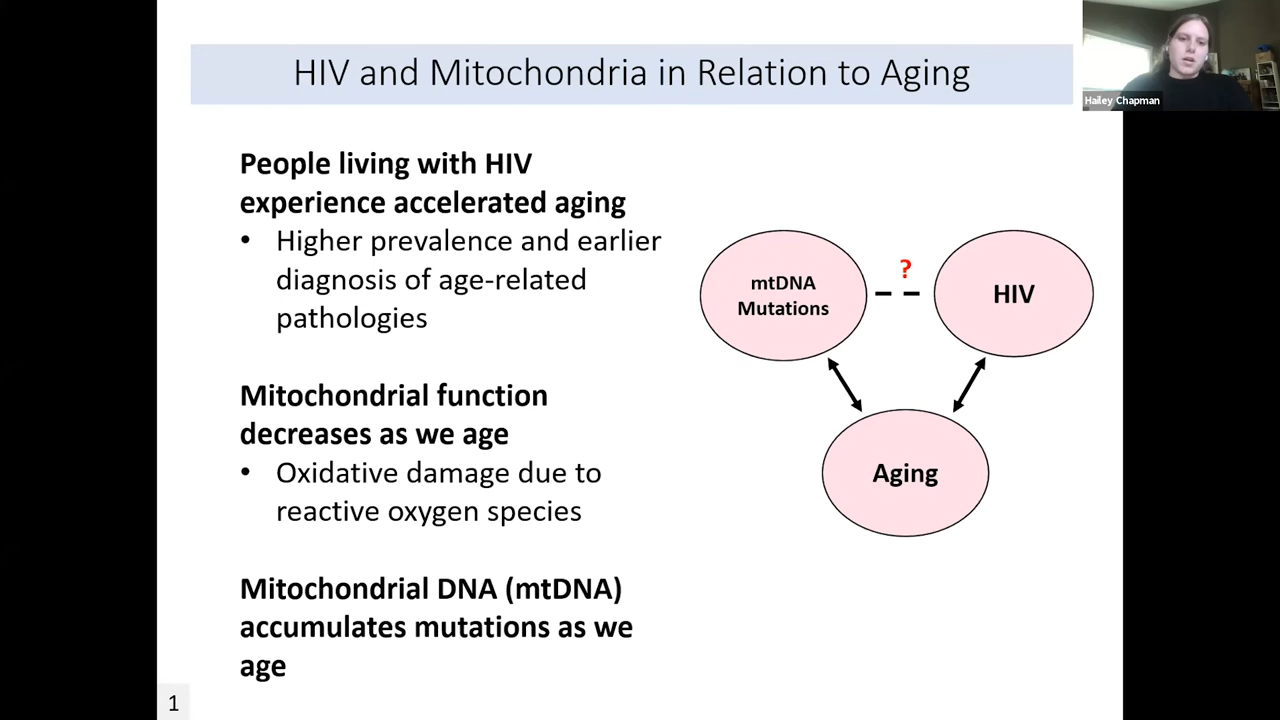 HIV and Mitochondria in Relation to Aging
Hailey Chapman
People living with HIV
experience accelerated aging
• Higher prevalence and earlier
diagnosis of age-related
pathologies
Mitochondrial function
decreases as we age
• Oxidative damage due to
reactive oxygen species
Mitochondrial DNA (mtDNA)
accumulates mutations as we
age
mtDNA
Mutations
?
HIV
Aging
1